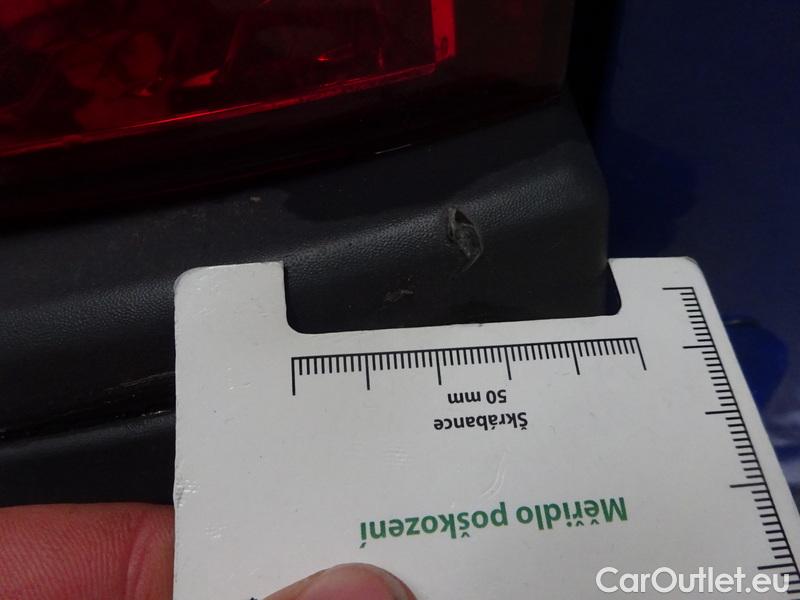 Měřidlo poškození
Škrábance
50 mm
CarOutlet.eu